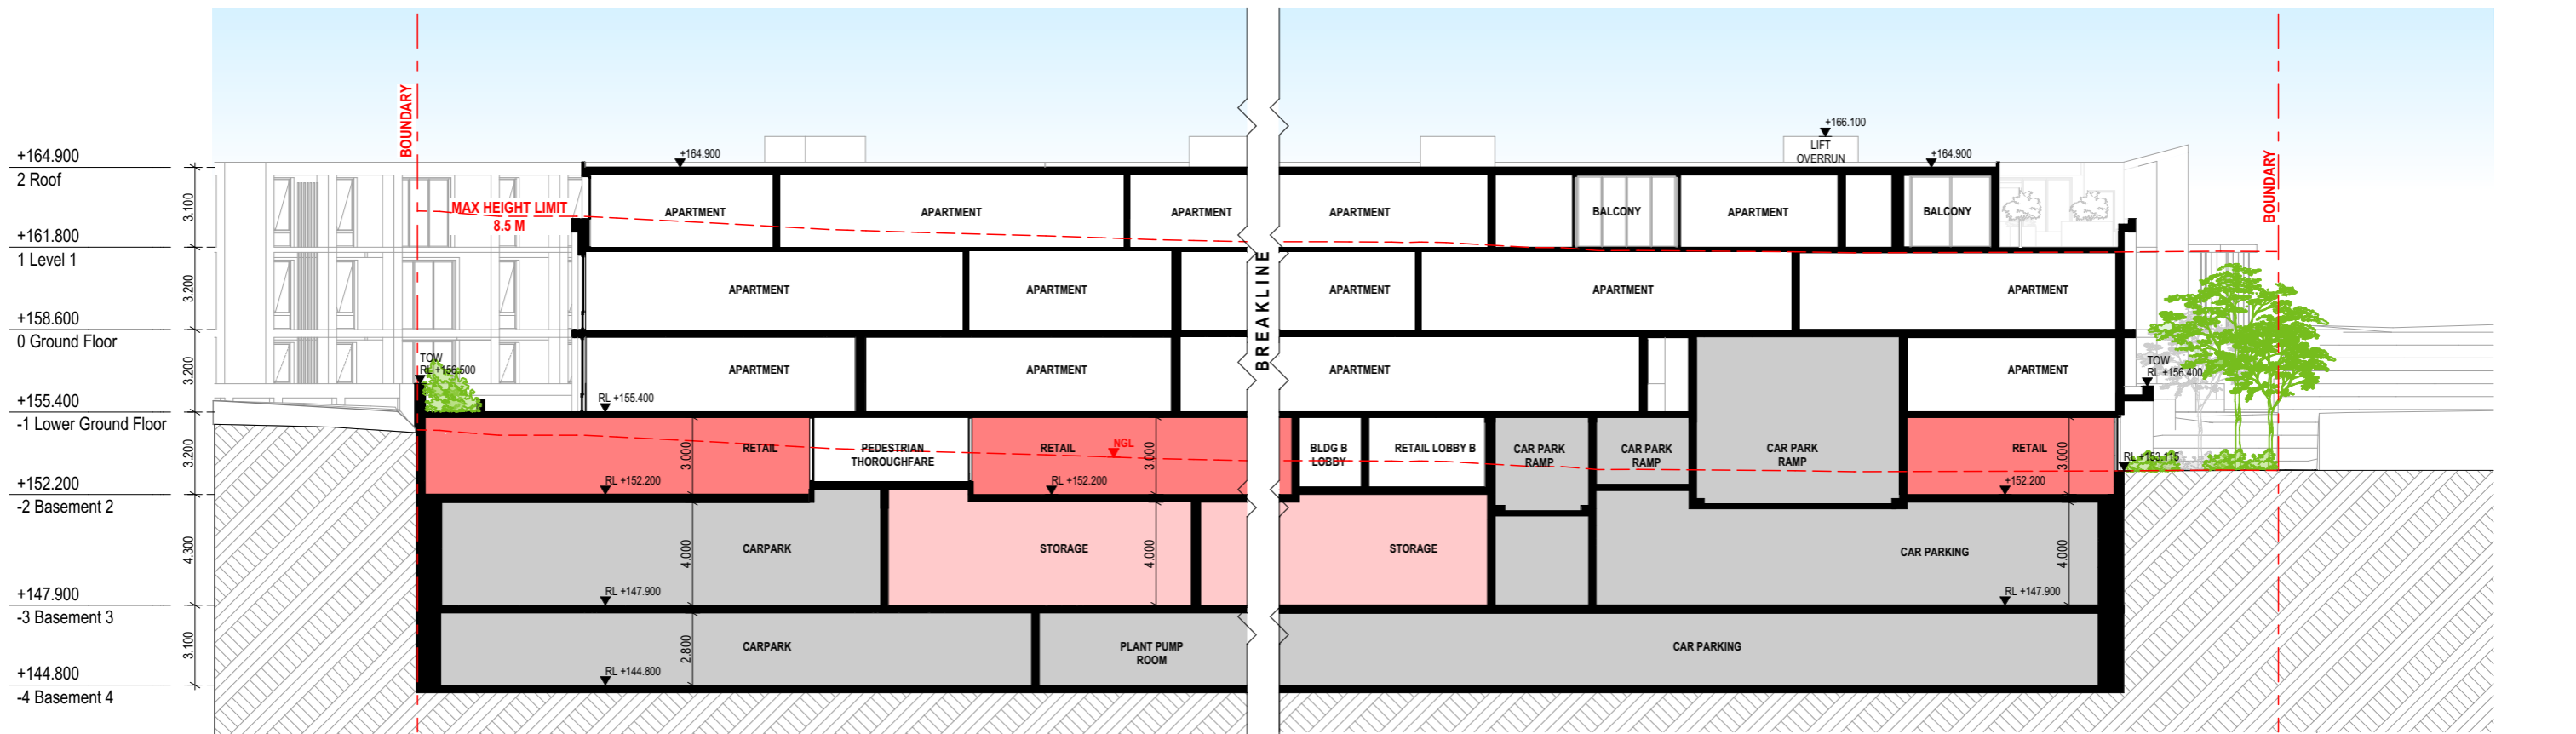 BOUNDARY
BOUNDARY
+166.100
LIFT
OVERRUN
+164.900
2 Roof
+164.900
+164.900
3.100
MAX HEIGHT LIMIT
8.5 M
APARTMENT
APARTMENT
APARTMENT
APARTMENT
BALCONY
APARTMENT
BALCONY
+161.800
1 Level 1
3.200
APARTMENT
APARTMENT
BREAKLINE
APARTMENT
APARTMENT
APARTMENT
+158.600
0 Ground Floor
3.200
TOW
RL +156.500
APARTMENT
APARTMENT
APARTMENT
APARTMENT
TOW
RL +156.400
+155.400
-1 Lower Ground Floor
RL +155.400
3.200
RETAIL
3.000
PEDESTRIAN
THOROUGHFARE
RETAIL
NGL
3.000
BLDG B
LOBBY
RETAIL LOBBY B
CAR PARK
RAMP
CAR PARK
RAMP
CAR PARK
RAMP
RETAIL
3.000
RL +153.115
+152.200
-2 Basement 2
RL +152.200
RL +152.200
+152.200
4.300
CARPARK
4.000
STORAGE
4.000
STORAGE
CAR PARKING
4.000
+147.900
-3 Basement 3
RL +147.900
RL +147.900
3.100
CARPARK
2.800
PLANT PUMP
ROOM
CAR PARKING
+144.800
-4 Basement 4
RL +144.800